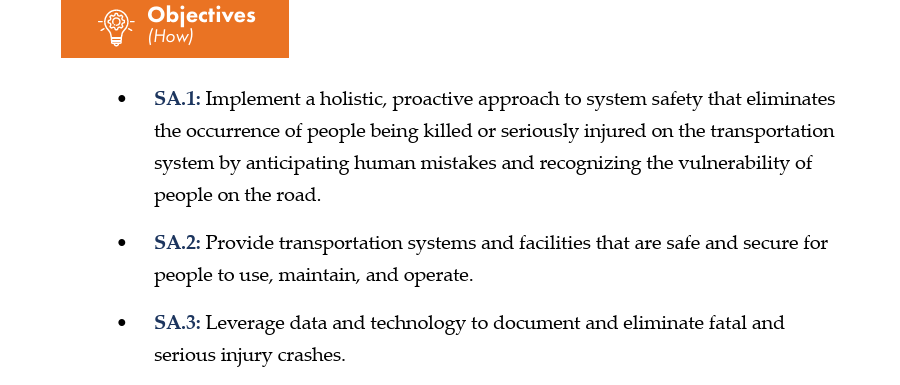 Objectives
(How)
• SA.1: Implement a holistic, proactive approach to system safety that eliminates
the occurrence of people being killed or seriously injured on the transportation
system by anticipating human mistakes and recognizing the vulnerability of
people on the road.
• SA.2: Provide transportation systems and facilities that are safe and secure for
people to use, maintain, and operate.
• SA.3: Leverage data and technology to document and eliminate fatal and
serious injury crashes.